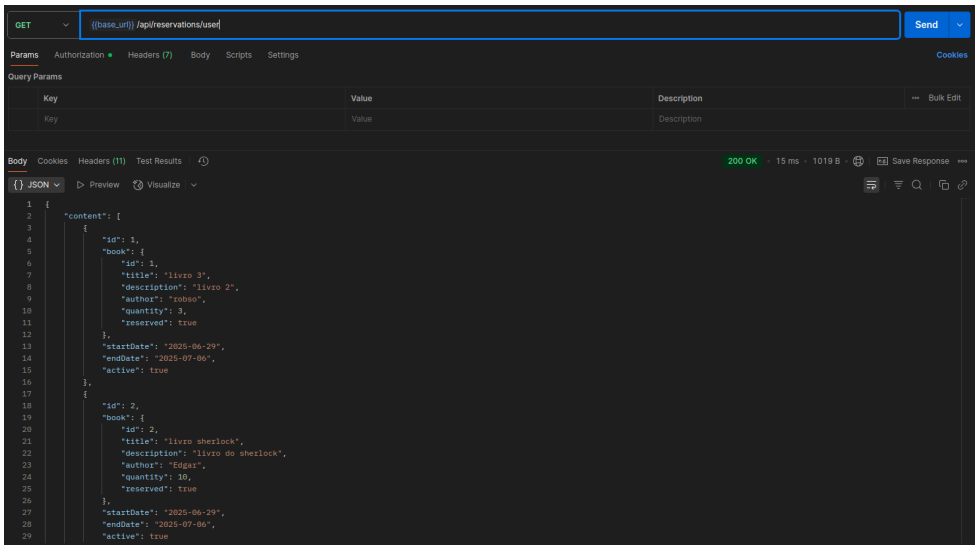 GET {{base_url}} /api/reservations/user Send
Params Authorization Headers (7) Body Scripts Settings Cookies
Query Params
Key Value Description Bulk Edit
Key Value Description
Body Cookies Headers (11) Test Results 200 OK 15 ms 1019 B Save Response
{} JSON Preview Visualize
1 {
2 "content": [
3 {
4 "id": 1,
5 "book": {
6 "id": 1,
7 "title": "livro 3",
8 "description": "livro 2",
9 "author": "robso",
10 "quantity": 3,
11 "reserved": true
12 },
13 "startDate": "2025-06-29",
14 "endDate": "2025-07-06",
15 "active": true
16 },
17 {
18 "id": 2,
19 "book": {
20 "id": 2,
21 "title": "livro sherlock",
22 "description": "livro do sherlock",
23 "author": "Edgar",
24 "quantity": 10,
25 "reserved": true
26 },
27 "startDate": "2025-06-29",
28 "endDate": "2025-07-06",
29 "active": true